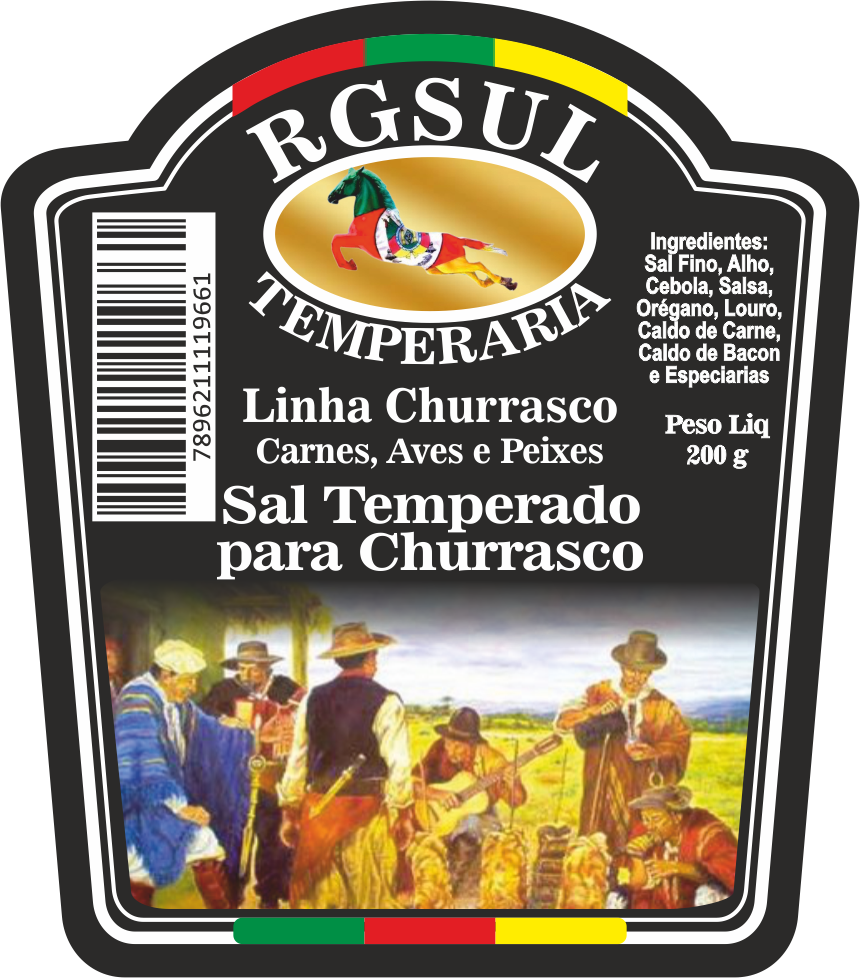 RGSUL
TEMPERARIA
7896211119661
Ingredientes:
Sal Fino, Alho,
Cebola, Salsa,
Orégano, Louro,
Caldo de Carne,
Caldo de Bacon
e Especiarias
Peso Liq
200 g
Linha Churrasco
Carnes, Aves e Peixes
Sal Temperado
para Churrasco